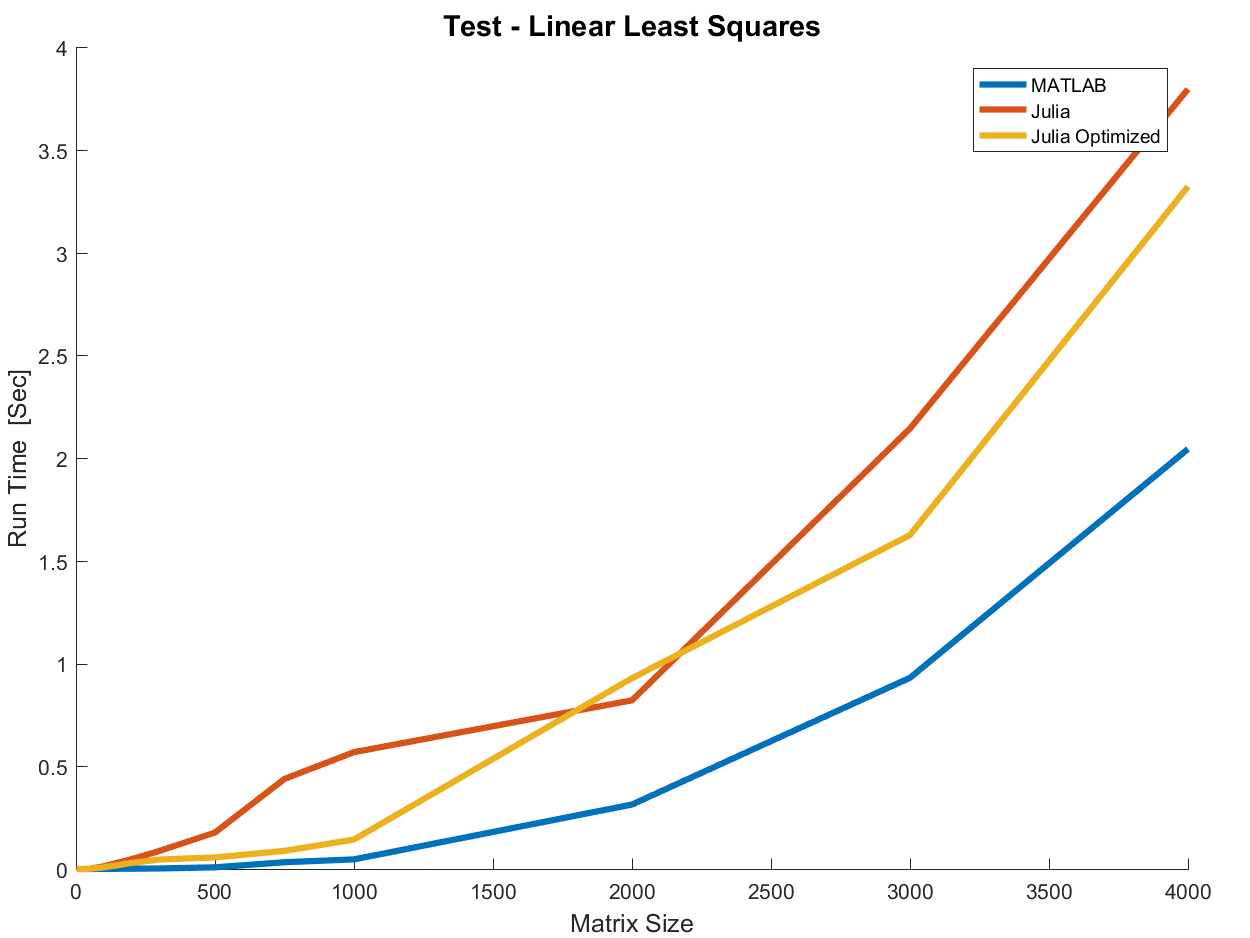 Test - Linear Least Squares
4
3.5
3
2.5
2
1.5
1
0.5
0
Run Time [Sec]
MATLAB
Julia
Julia Optimized
0 500 1000 1500 2000 2500 3000 3500 4000
Matrix Size